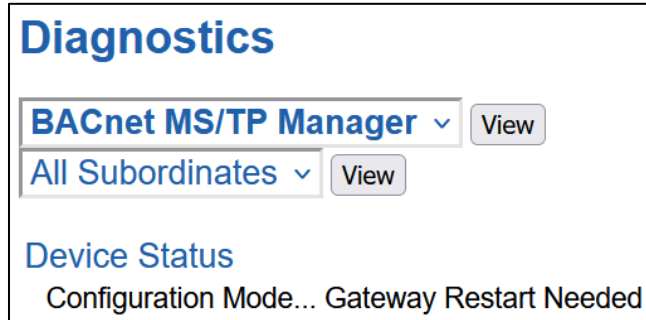 Diagnostics
BACnet MS/TP Manager View
All Subordinates View
Device Status
Configuration Mode... Gateway Restart Needed